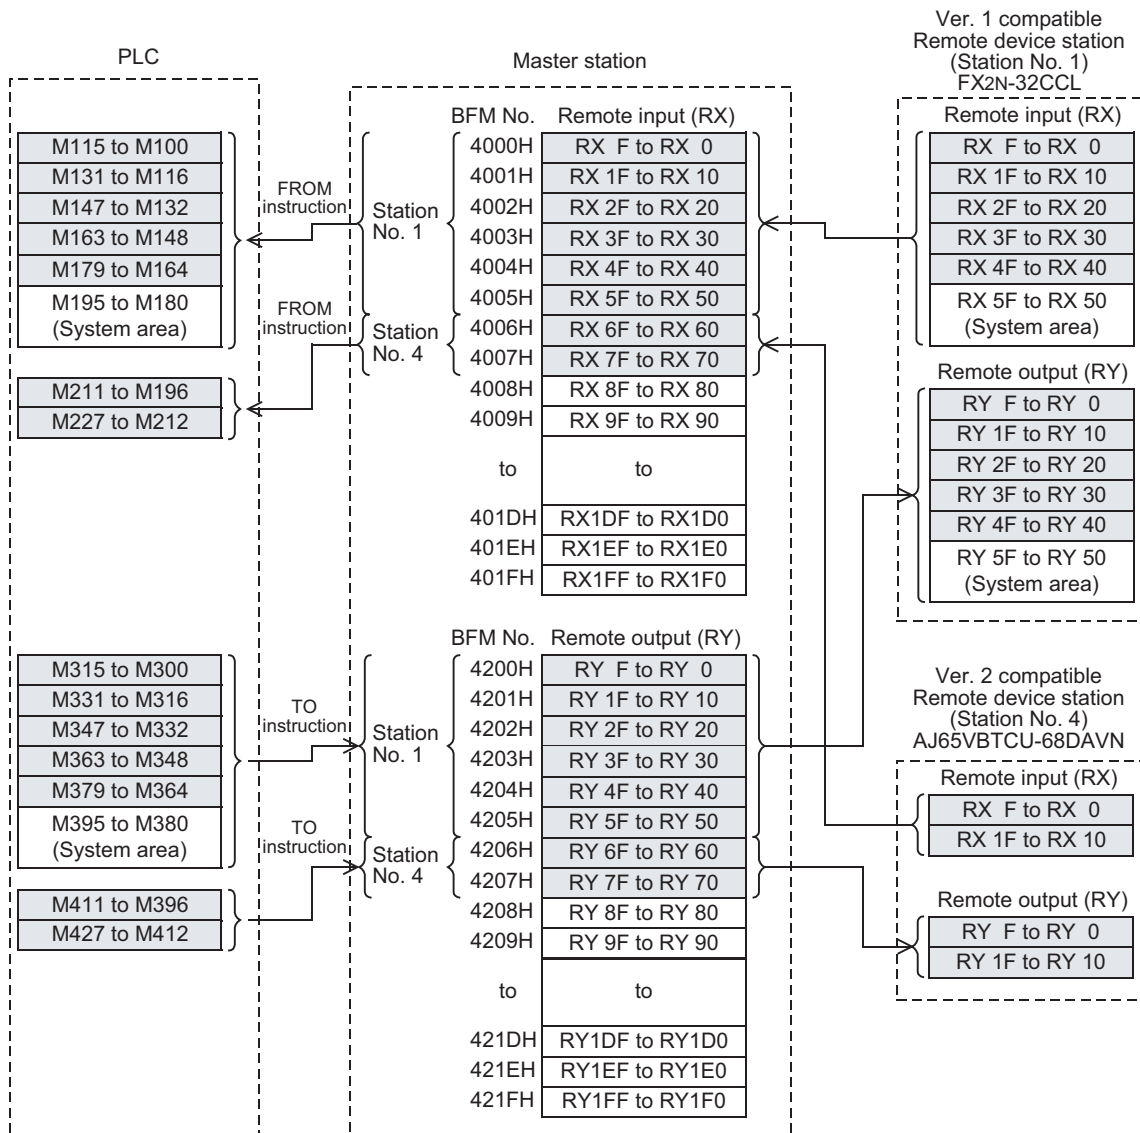 PLC
M115 to M100
M131 to M116
M147 to M132
M163 to M148
M179 to M164
M195 to M180
(System area)
M211 to M196
M227 to M212
M315 to M300
M331 to M316
M347 to M332
M363 to M348
M379 to M364
M395 to M380
(System area)
M411 to M396
M427 to M412
FROM
instruction
FROM
instruction
TO
instruction
TO
instruction
Master station
Station
No. 1
Station
No. 4
BFM No. Remote input (RX)
4000H RX F to RX 0
4001H RX 1F to RX 10
4002H RX 2F to RX 20
4003H RX 3F to RX 30
4004H RX 4F to RX 40
4005H RX 5F to RX 50
4006H RX 6F to RX 60
4007H RX 7F to RX 70
4008H RX 8F to RX 80
4009H RX 9F to RX 90
to to
401DH RX1DF to RX1D0
401EH RX1EF to RX1E0
401FH RX1FF to RX1F0
Station
No. 1
Station
No. 4
BFM No. Remote output (RY)
4200H RY F to RY 0
4201H RY 1F to RY 10
4202H RY 2F to RY 20
4203H RY 3F to RY 30
4204H RY 4F to RY 40
4205H RY 5F to RY 50
4206H RY 6F to RY 60
4207H RY 7F to RY 70
4208H RY 8F to RY 80
4209H RY 9F to RY 90
to to
421DH RY1DF to RY1D0
421EH RY1EF to RY1E0
421FH RY1FF to RY1F0
Ver. 1 compatible
Remote device station
(Station No. 1)
FX2N-32CCL
Remote input (RX)
RX F to RX 0
RX 1F to RX 10
RX 2F to RX 20
RX 3F to RX 30
RX 4F to RX 40
RX 5F to RX 50
(System area)
Remote output (RY)
RY F to RY 0
RY 1F to RY 10
RY 2F to RY 20
RY 3F to RY 30
RY 4F to RY 40
RY 5F to RY 50
(System area)
Ver. 2 compatible
Remote device station
(Station No. 4)
AJ65VBTCU-68DAVN
Remote input (RX)
RX F to RX 0
RX 1F to RX 10
Remote output (RY)
RY F to RY 0
RY 1F to RY 10